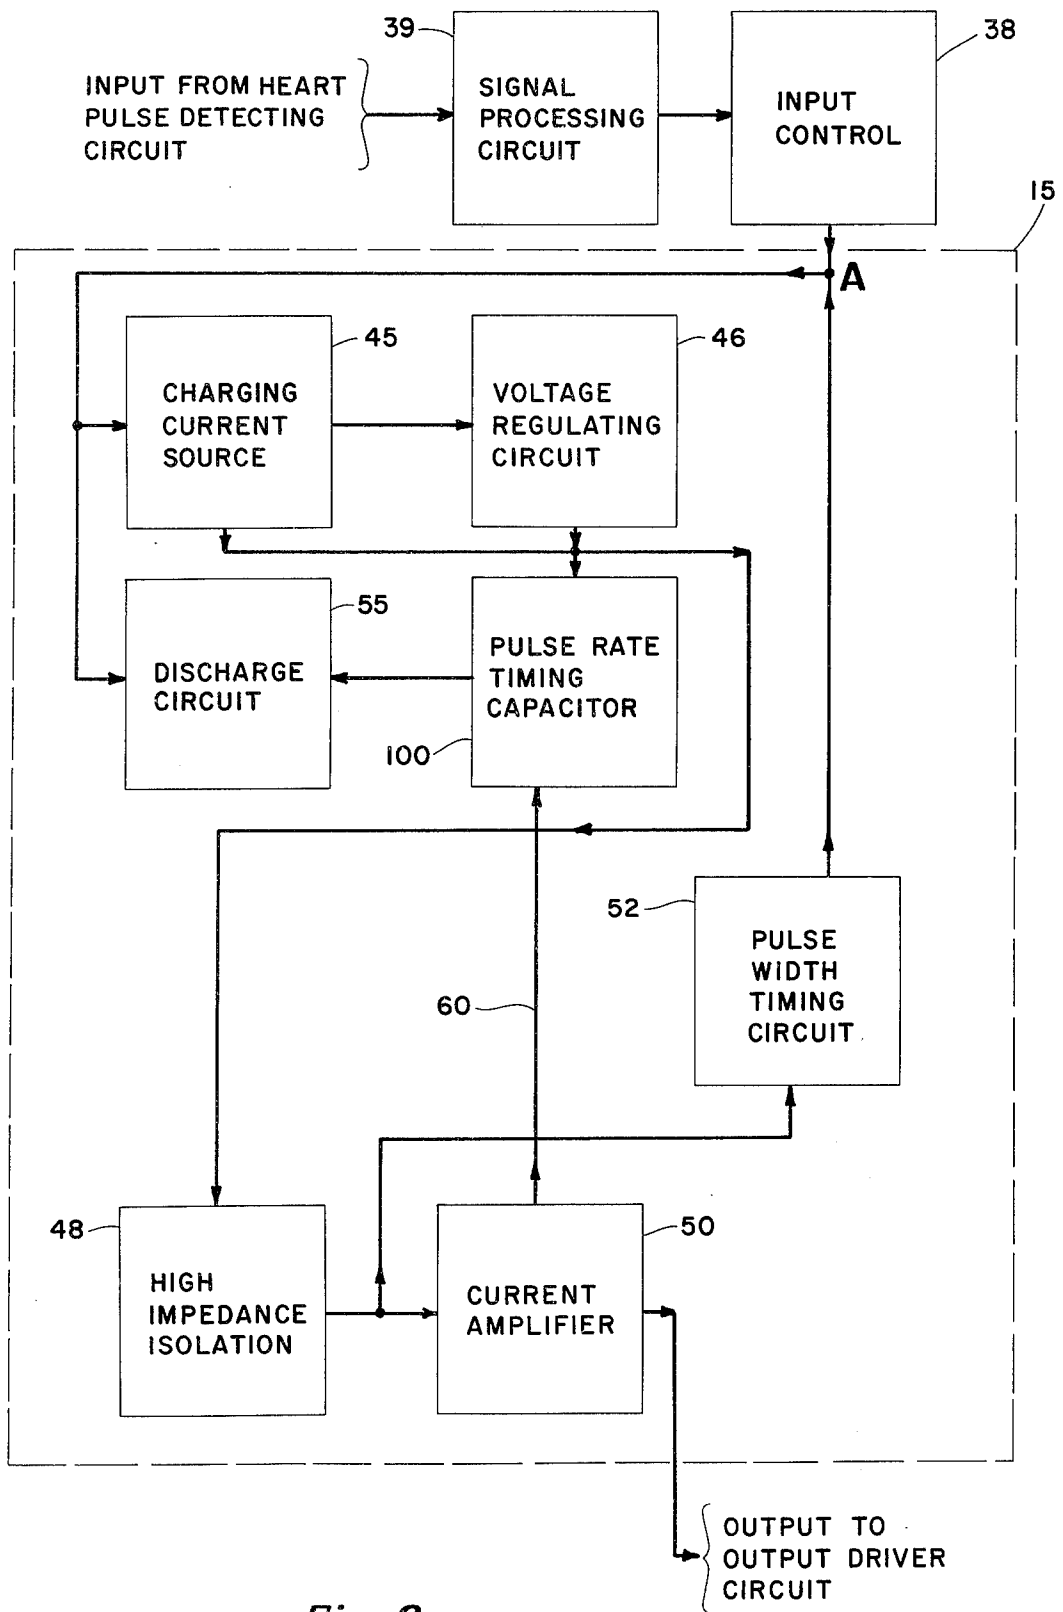 39
38
INPUT FROM HEART
PULSE DETECTING
CIRCUIT
SIGNAL
PROCESSING
CIRCUIT
INPUT
CONTROL
15
A
45
46
CHARGING
CURRENT
SOURCE
VOLTAGE
REGULATING
CIRCUIT
55
DISCHARGE
CIRCUIT
PULSE RATE
TIMING
CAPACITOR
100
52
PULSE
WIDTH
TIMING
CIRCUIT
60
48
50
HIGH
IMPEDANCE
ISOLATION
CURRENT
AMPLIFIER
OUTPUT TO
OUTPUT DRIVER
CIRCUIT